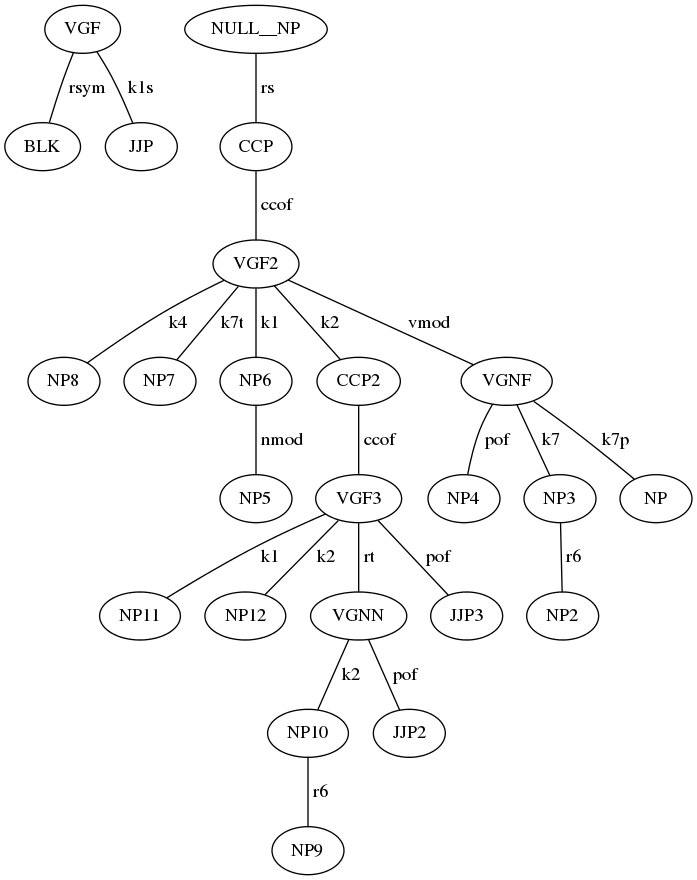 VGF NULL__NP
rsym k1s rs
BLK JJP CCP
ccof
VGF2
k4 k7t k1 k2 vmod
NP8 NP7 NP6 CCP2 VGNF
nmod ccof pof k7 k7p
NP5 VGF3 NP4 NP3 NP
k1 k2 rt pof r6
NP11 NP12 VGNN JJP3 NP2
k2 pof
NP10 JJP2
r6
NP9